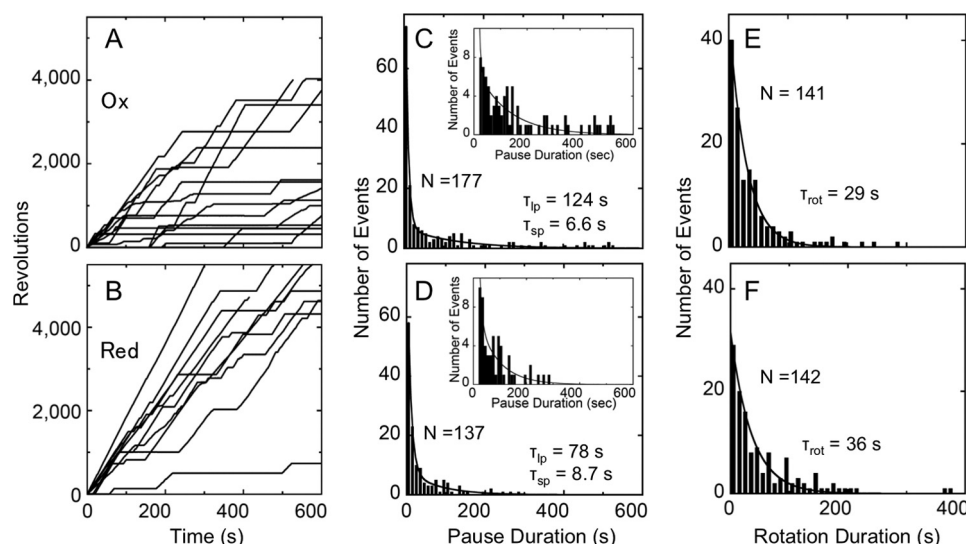 A
Ox
4,000
2,000
0
Revolutions
B
Red
4,000
2,000
0
0 200 400 600
Time (s)
C
60
40
20
0
Number of Events
N = 177
τlp = 124 s
τsp = 6.6 s
Number of Events
8
4
0
0 200 400 600
Pause Duration (sec)
D
60
40
20
0
N = 137
τlp = 78 s
τsp = 8.7 s
Number of Events
8
4
0
0 200 400 600
Pause Duration (sec)
0 200 400 600
Pause Duration (s)
E
40
20
0
Number of Events
N = 141
τrot = 29 s
F
40
20
0
N = 142
τrot = 36 s
0 200 400
Rotation Duration (s)